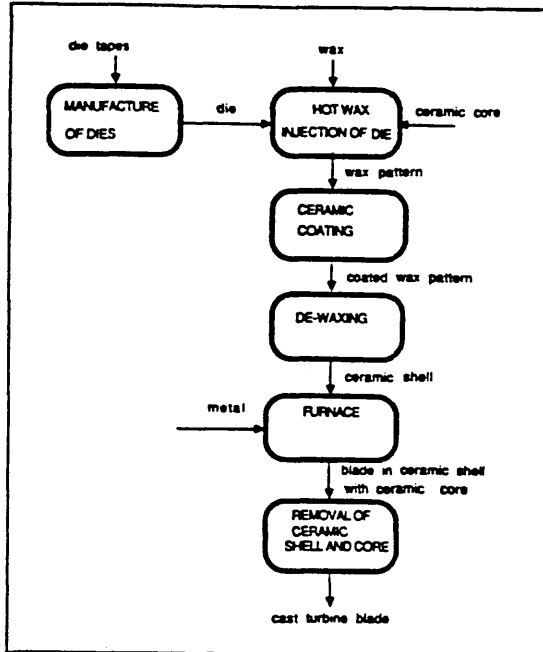 die tapes
wax
MANUFACTURE
OF DIES
die
HOT WAX
INJECTION OF DIE
ceramic core
wax pattern
CERAMIC
COATING
coated wax pattern
DE-WAXING
ceramic shell
metal
FURNACE
blade in ceramic shell
with ceramic core
REMOVAL OF
CERAMIC
SHELL AND CORE
cast turbine blade